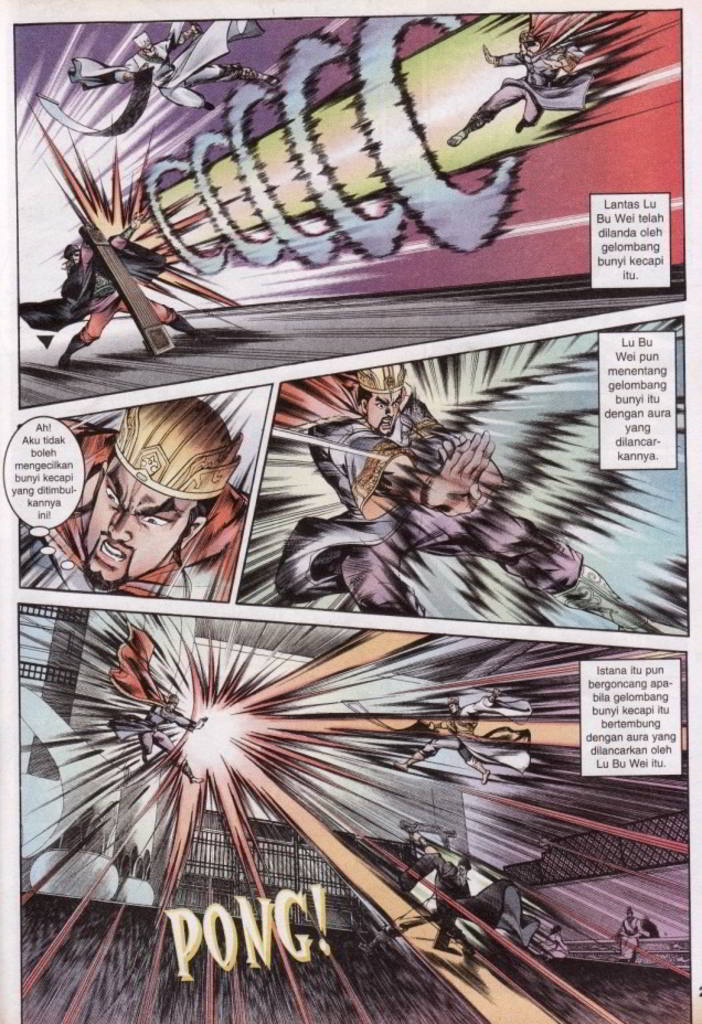 Lantas Lu
Bu Wei telah
dilanda oleh
gelombang
bunyi kecapi
itu.
Lu Bu
Wei pun
menentang
gelombang
bunyi itu
dengan aura
yang
dilancar-
kannya.
Ah!
Aku tidak
boleh
mengecilkan
bunyi kecapi
yang ditimbul-
kannya
ini!
Istana itu pun
bergoncang apa-
bila gelombang
bunyi kecapi itu
bertembung
dengan aura yang
dilancarkan oleh
Lu Bu Wei.
PONG!